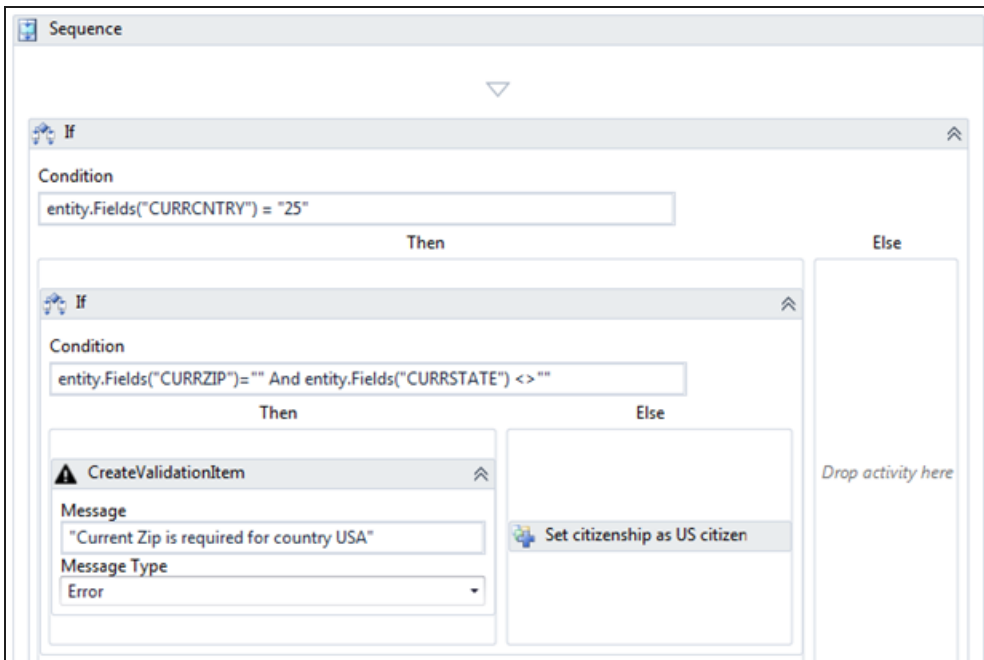 Sequence
If
Condition
entity.Fields("CURRCNTRY") = "25"
Then
Else
If
Condition
entity.Fields("CURRZIP")="" And entity.Fields("CURRSTATE") <>""
Then
Else
CreateValidationItem
Message
"Current Zip is required for country USA"
Message Type
Error
Set citizenship as US citizen
Drop activity here